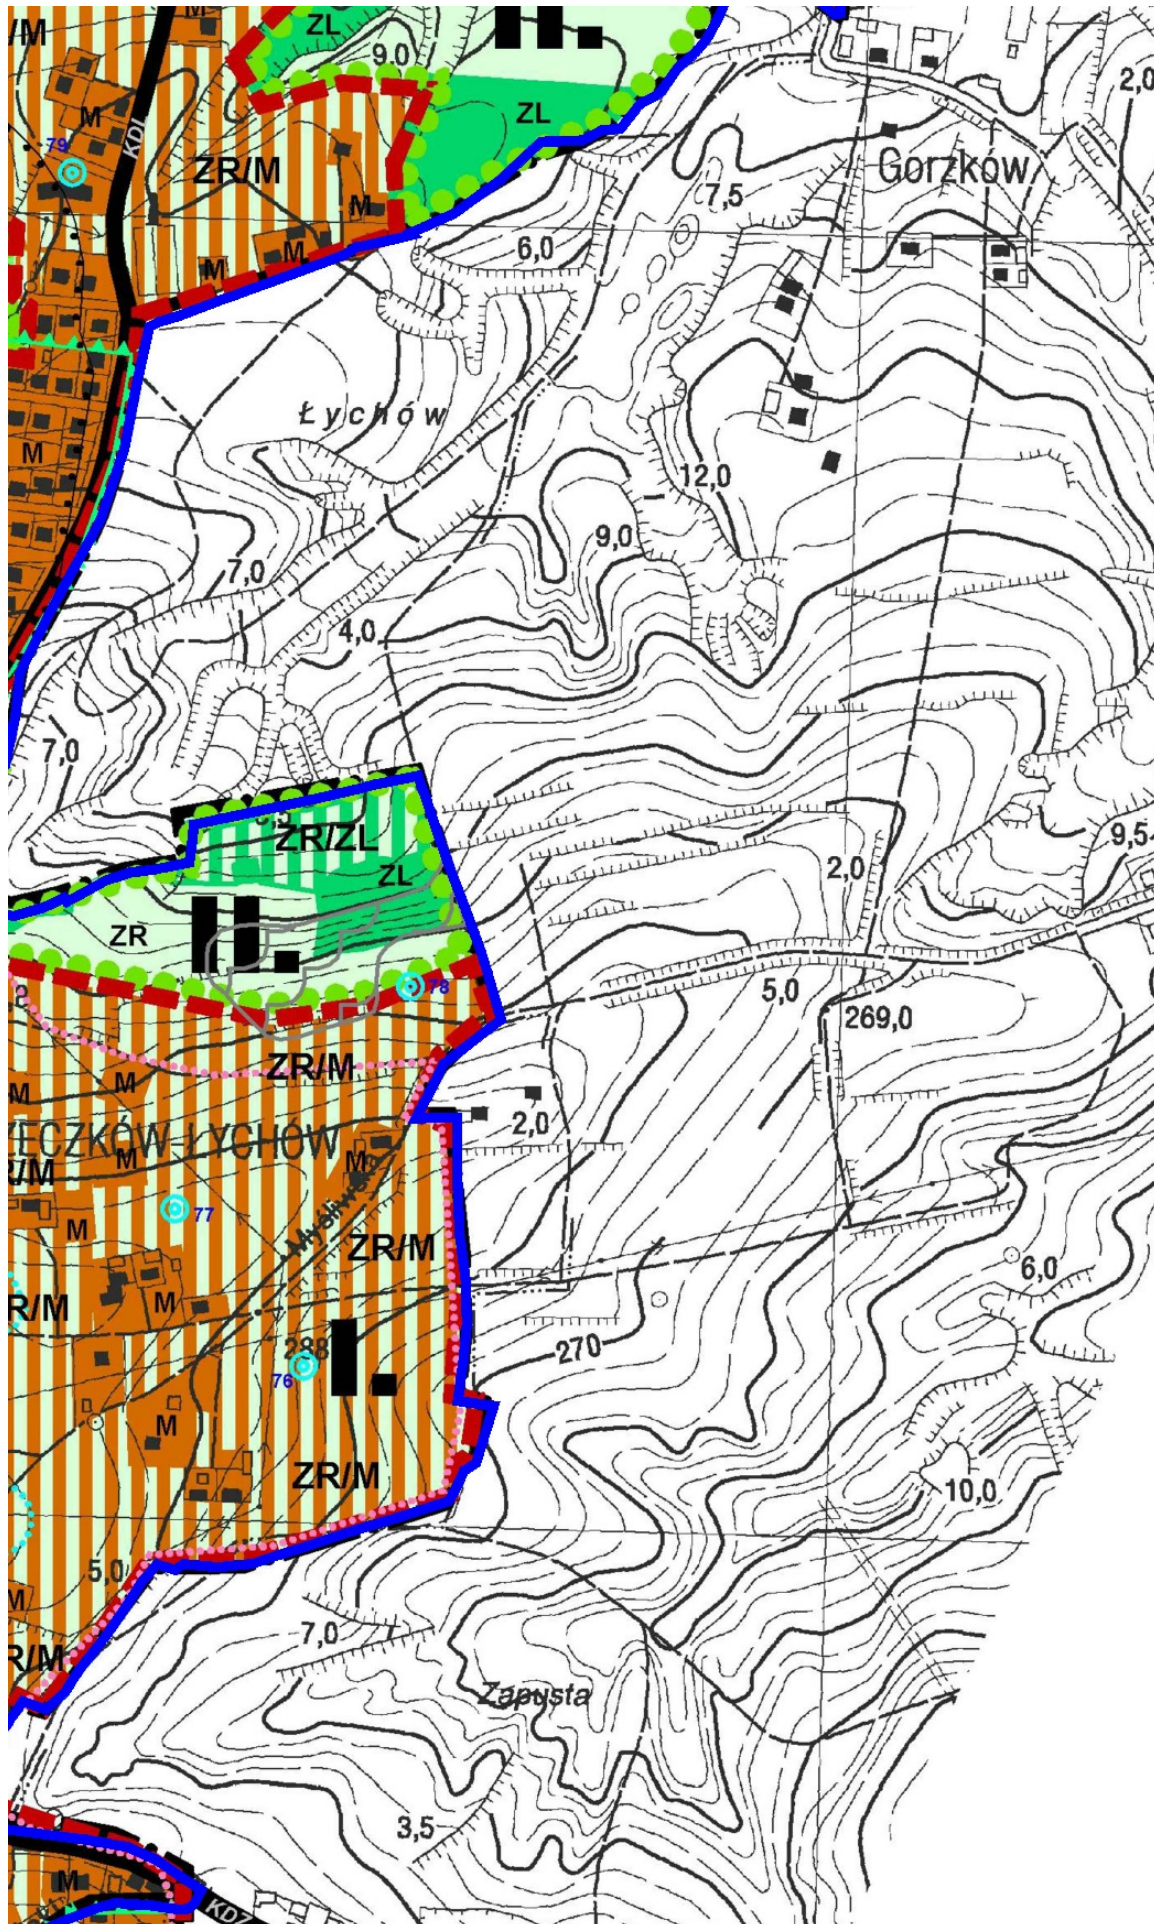 /M
ZL
M
9.0
2,0
M
ZL
79
KDL
Gorzków
ZR/M
7,5
M
6,0
M
M
Łychów
M
12,0
9,0
7,0
4,0
7,0
ZR/ZL
9,5
2,0
ZL
ZR
78
5,0
269,0
ZR/M
M
M
2,0
ZECZKÓW ŁYCHÓW
M
M
R/M
Myśliwska
77
M
ZR/M
6,0
M
R/M
288
270
76
M
ZR/M
10,0
5,0
M
7,0
R/M
Zapusta
3,5
M
KDZ